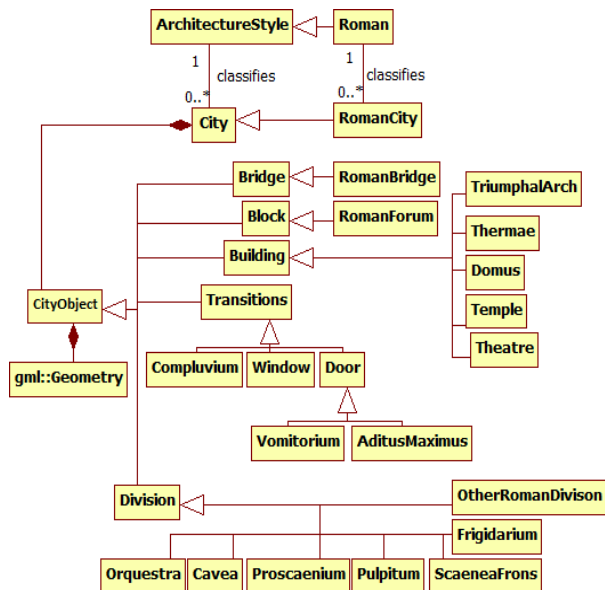 ArchitectureStyle
Roman
1
classifies
0..*
1
classifies
0..*
City
RomanCity
Bridge
RomanBridge
TriumphalArch
Block
RomanForum
Thermae
Building
Domus
CityObject
Transitions
Temple
Theatre
gml::Geometry
Compluvium
Window
Door
Vomitorium
AditusMaximus
Division
OtherRomanDivison
Frigidarium
Orquestra
Cavea
Proscaenium
Pulpitum
ScaeneaFrons